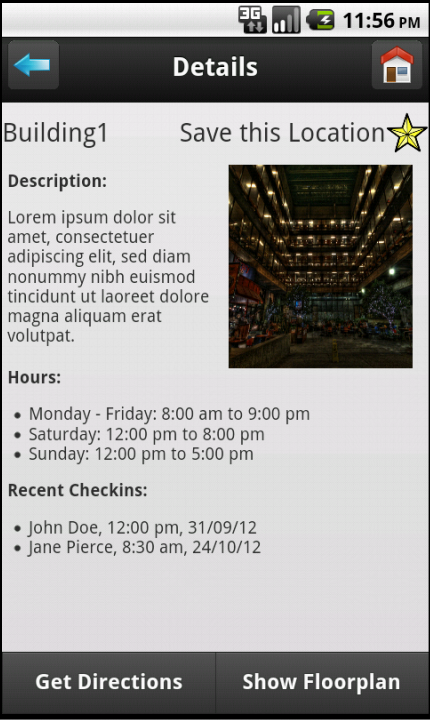 3G 11:56 PM
Details
Building1 Save this Location
Description:
Lorem ipsum dolor sit
amet, consectetuer
adipiscing elit, sed diam
nonummy nibh euismod
tincidunt ut laoreet dolore
magna aliquam erat
volutpat.
Hours:
• Monday - Friday: 8:00 am to 9:00 pm
• Saturday: 12:00 pm to 8:00 pm
• Sunday: 12:00 pm to 5:00 pm
Recent Checkins:
• John Doe, 12:00 pm, 31/09/12
• Jane Pierce, 8:30 am, 24/10/12
Get Directions Show Floorplan